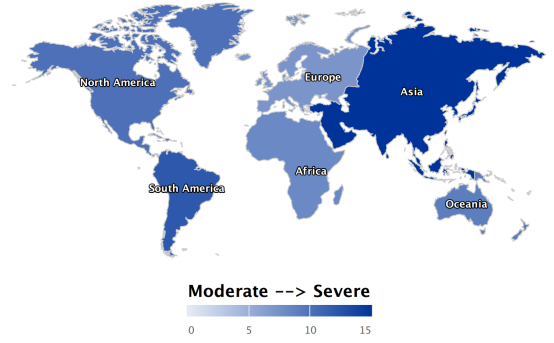 North America
Europe
Asia
Africa
South America
Oceania
Moderate --> Severe
0 5 10 15